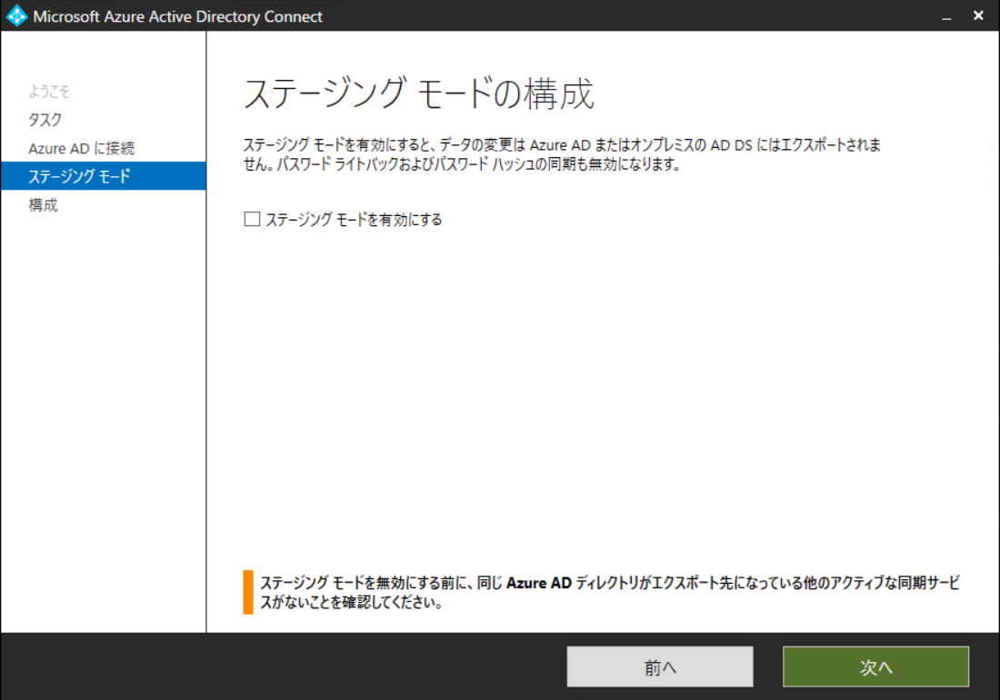 Microsoft Azure Active Directory Connect
ようこそ
タスク
Azure AD に接続
ステージング モード
構成
ステージング モードの構成
ステージング モードを有効にすると、データの変更は Azure AD またはオンプレミスの AD DS にはエクスポートされま
せん。パスワード ライトバックおよびパスワード ハッシュの同期も無効になります。
ステージング モードを有効にする
ステージング モードを無効にする前に、同じ Azure AD ディレクトリがエクスポート先になっている他のアクティブな同期サービ
スがないことを確認してください。
前へ
次へ